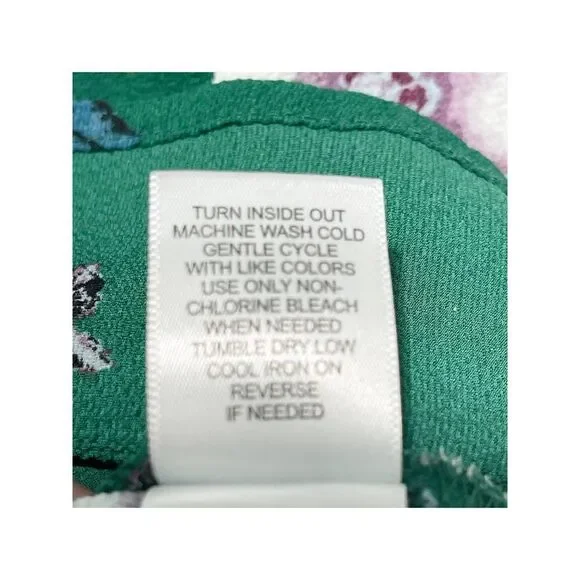 TURN INSIDE OUT
MACHINE WASH COLD
GENTLE CYCLE
WITH LIKE COLORS
USE ONLY NON-
CHLORINE BLEACH
WHEN NEEDED
TUMBLE DRY LOW
COOL IRON ON
REVERSE
IF NEEDED